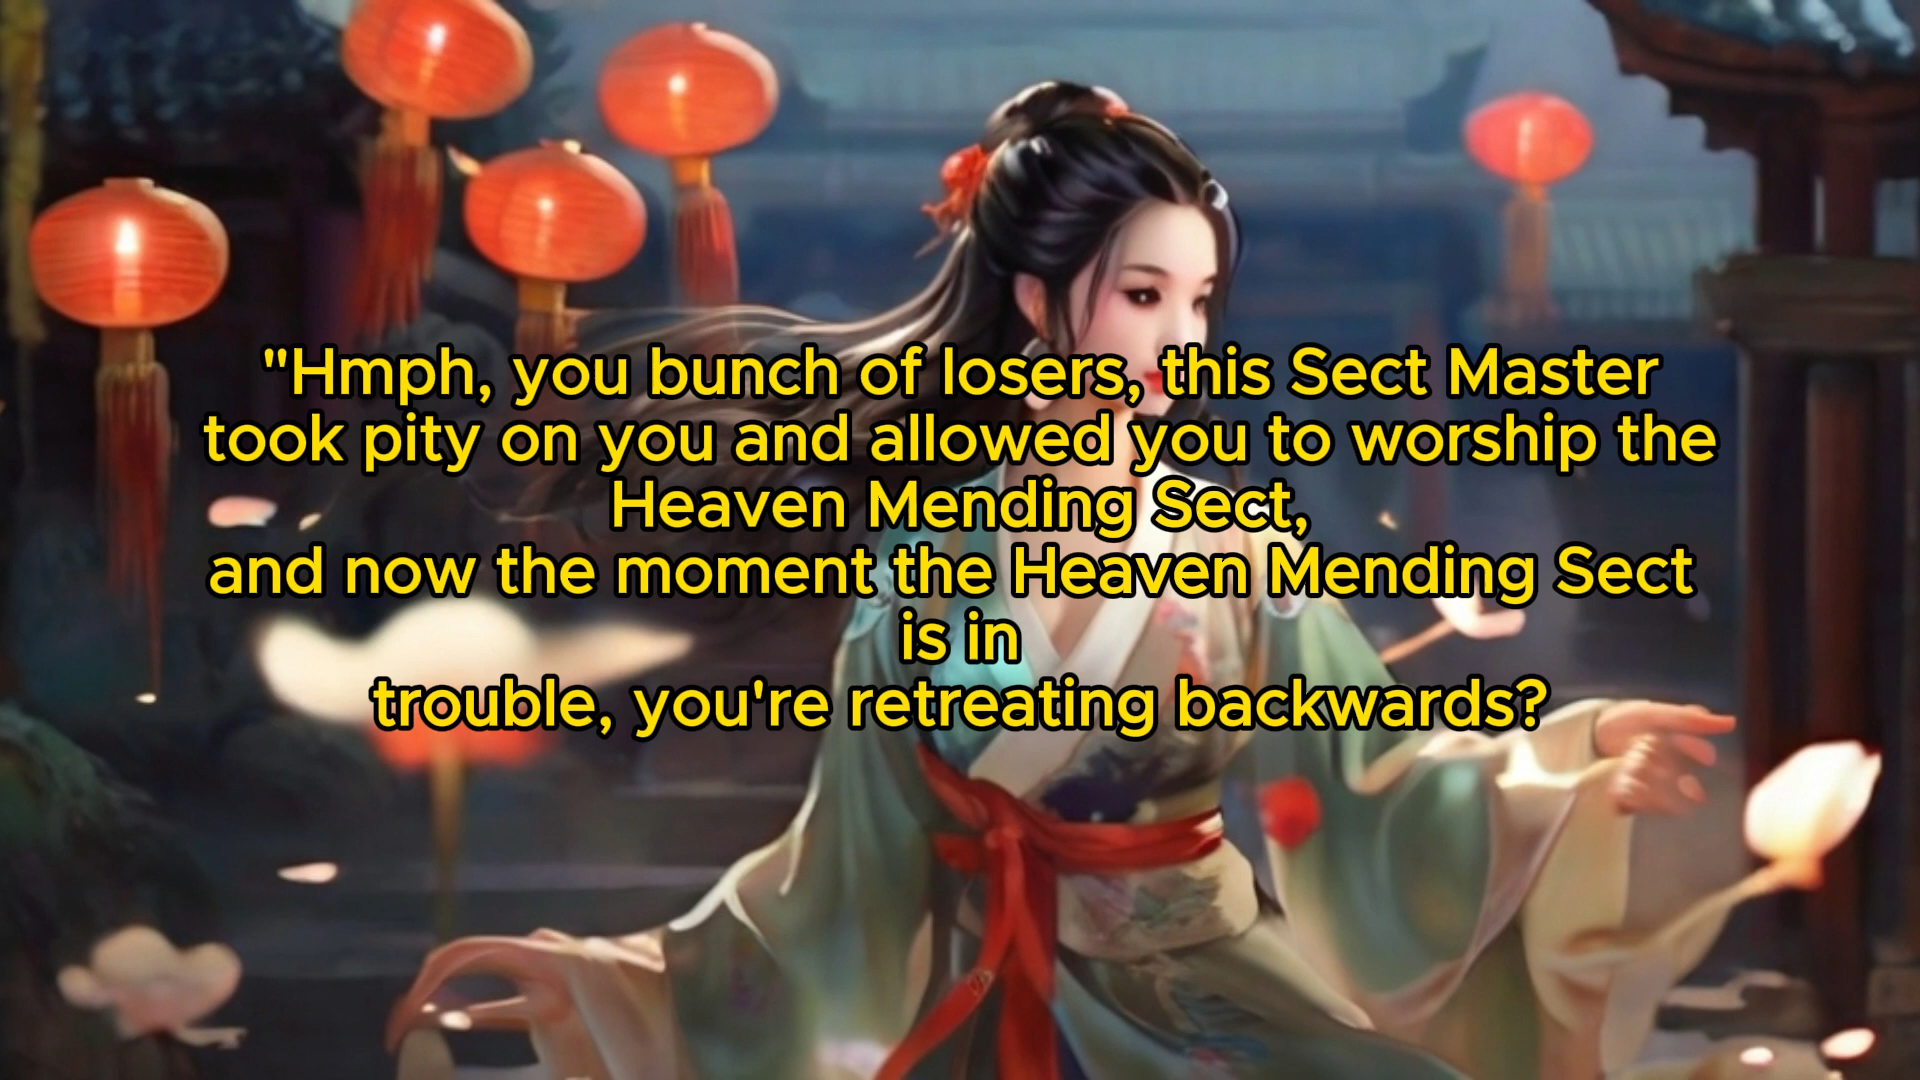 "Hmph, you bunch of losers, this Sect Master
took pity on you and allowed you to worship the
Heaven Mending Sect,
and now the moment the Heaven Mending Sect
is in
trouble, you're retreating backwards?